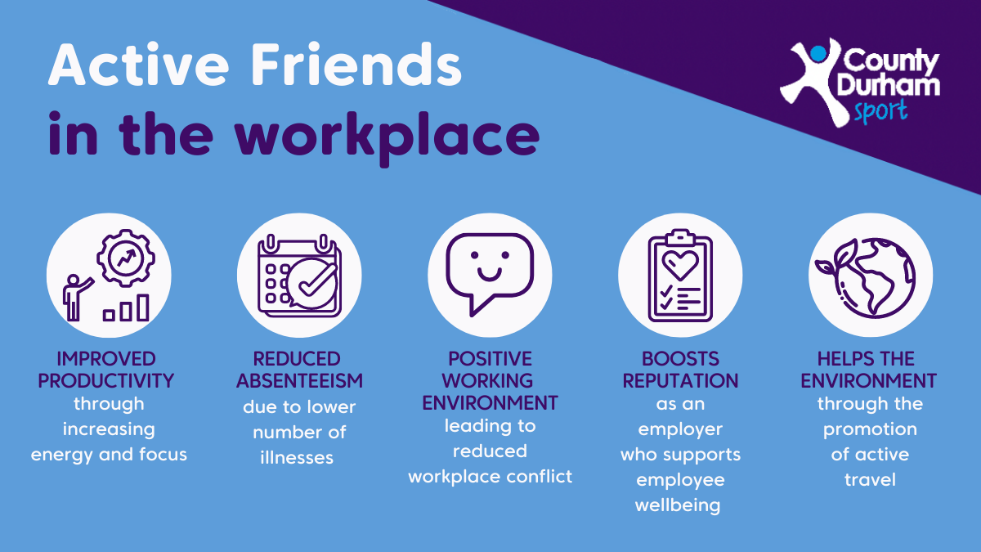 Active Friends
in the workplace
County
Durham
sport
IMPROVED
PRODUCTIVITY
through
increasing
energy and focus
REDUCED
ABSENTEEISM
due to lower
number of
illnesses
POSITIVE
WORKING
ENVIRONMENT
leading to
reduced
workplace conflict
BOOSTS
REPUTATION
as an
employer
who supports
employee
wellbeing
HELPS THE
ENVIRONMENT
through the
promotion
of active
travel